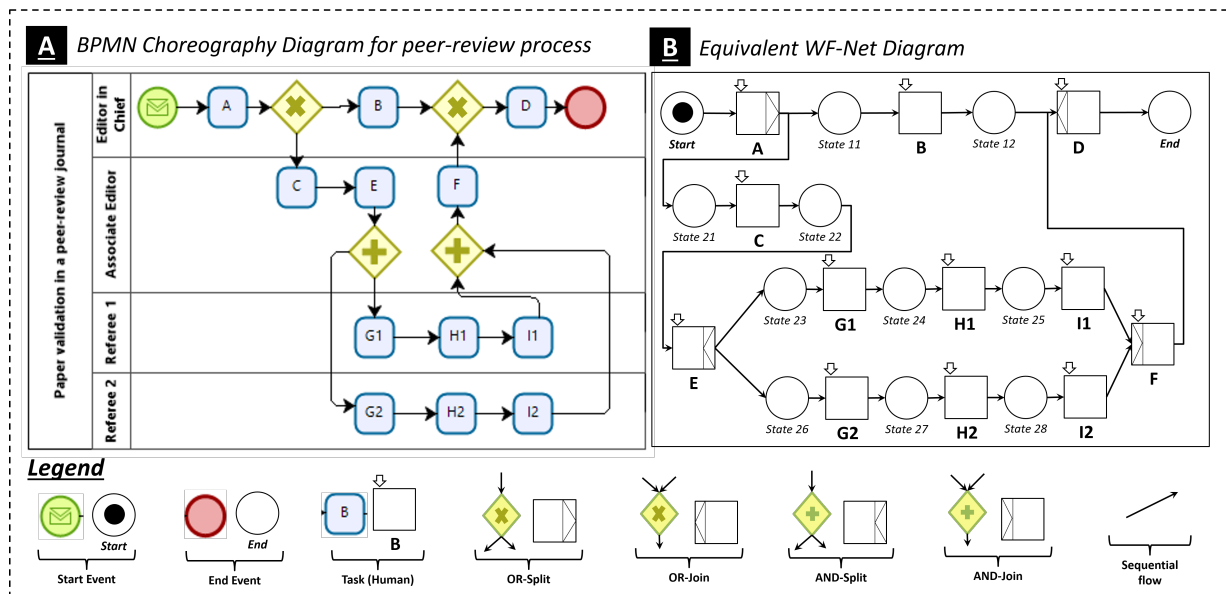 A BPMN Choreography Diagram for peer-review process
Paper validation in a peer-review journal
Editor in
Chief
A
B
D
Associate Editor
C
E
F
Referee 1
G1
H1
I1
Referee 2
G2
H2
I2
B Equivalent WF-Net Diagram
Start
A
State 11
B
State 12
D
End
State 21
C
State 22
State 23
G1
State 24
H1
State 25
I1
E
F
State 26
G2
State 27
H2
State 28
I2
Legend
Start
Start Event
End
End Event
B
B
Task (Human)
OR-Split
OR-Join
AND-Split
AND-Join
Sequential
flow